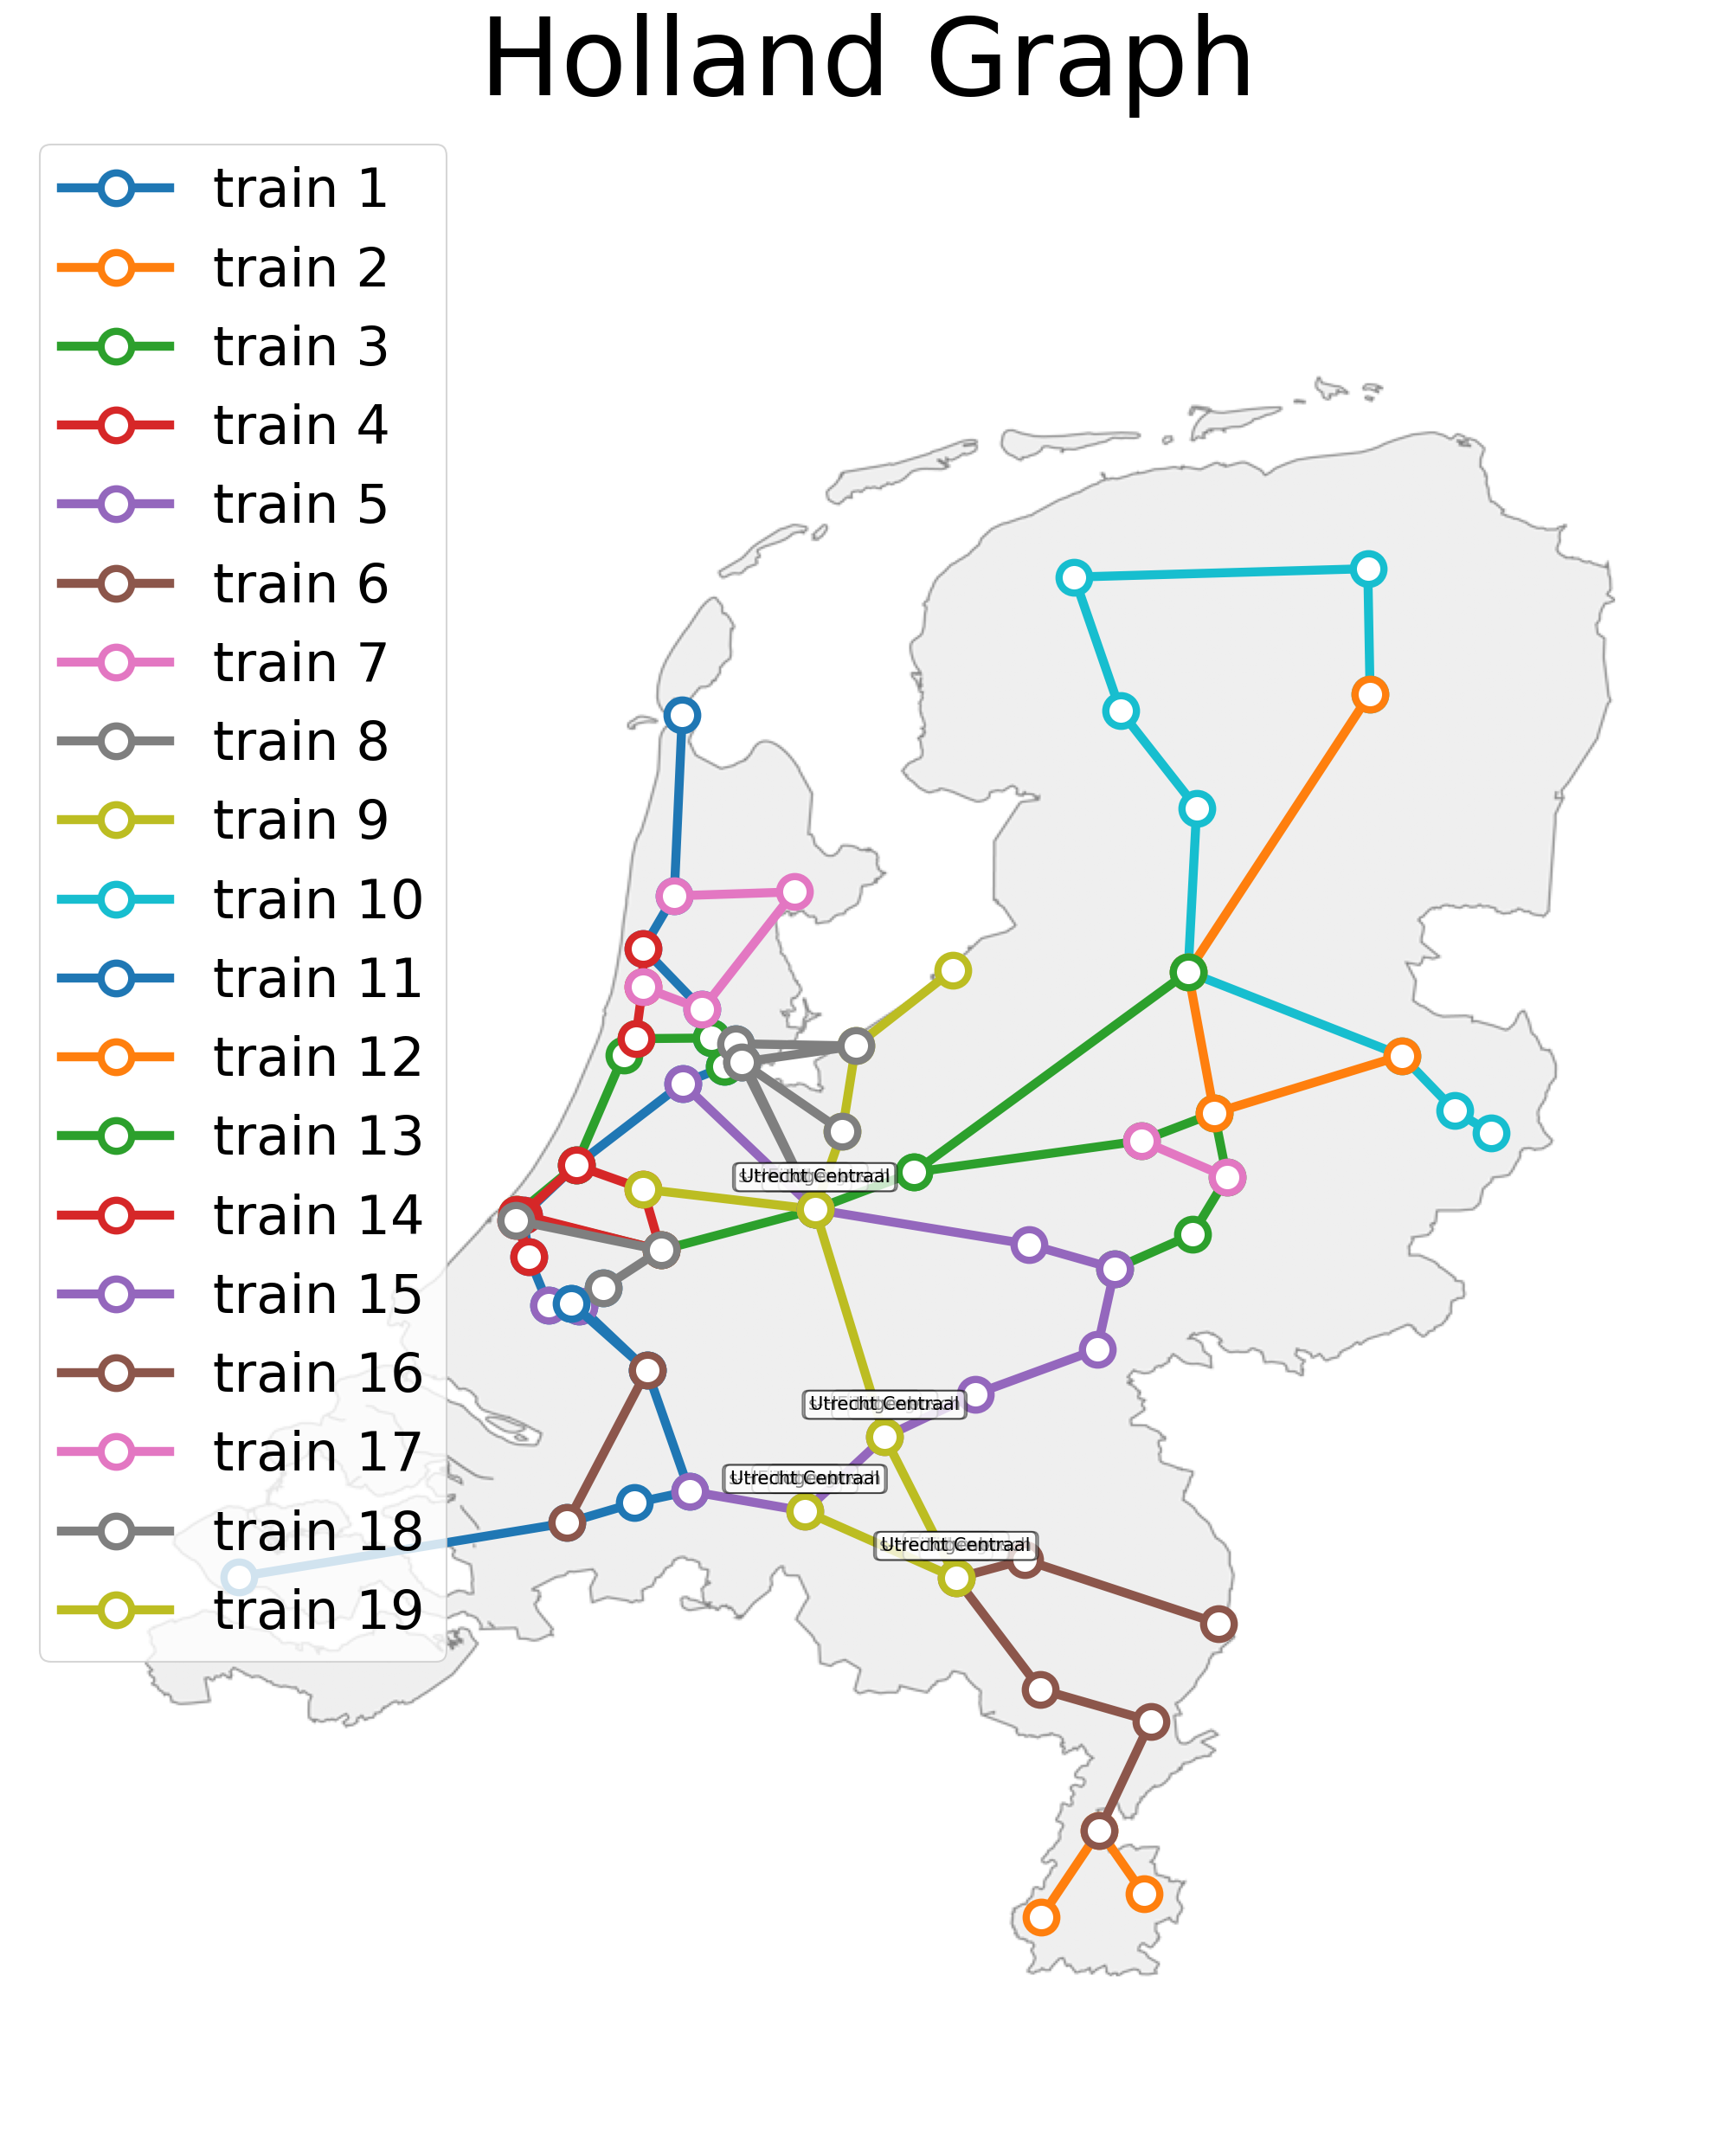 Holland Graph
train 1
train 2
train 3
train 4
train 5
train 6
train 7
train 8
train 9
train 10
train 11
train 12
train 13
train 14
train 15
train 16
train 17
train 18
train 19
Utrecht Centraal
Utrecht Centraal
Utrecht Centraal
Utrecht Centraal